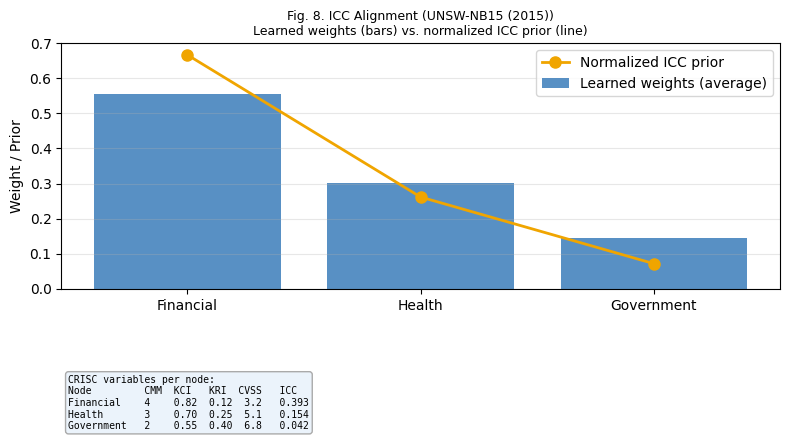 Fig. 8. ICC Alignment (UNSW-NB15 (2015))
Learned weights (bars) vs. normalized ICC prior (line)
Normalized ICC prior
Learned weights (average)
Weight / Prior
0.7
0.6
0.5
0.4
0.3
0.2
0.1
0.0
Financial Health Government
CRISC variables per node:
Node CMM KCI KRI CVSS ICC
Financial 4 0.82 0.12 3.2 0.393
Health 3 0.70 0.25 5.1 0.154
Government 2 0.55 0.40 6.8 0.042